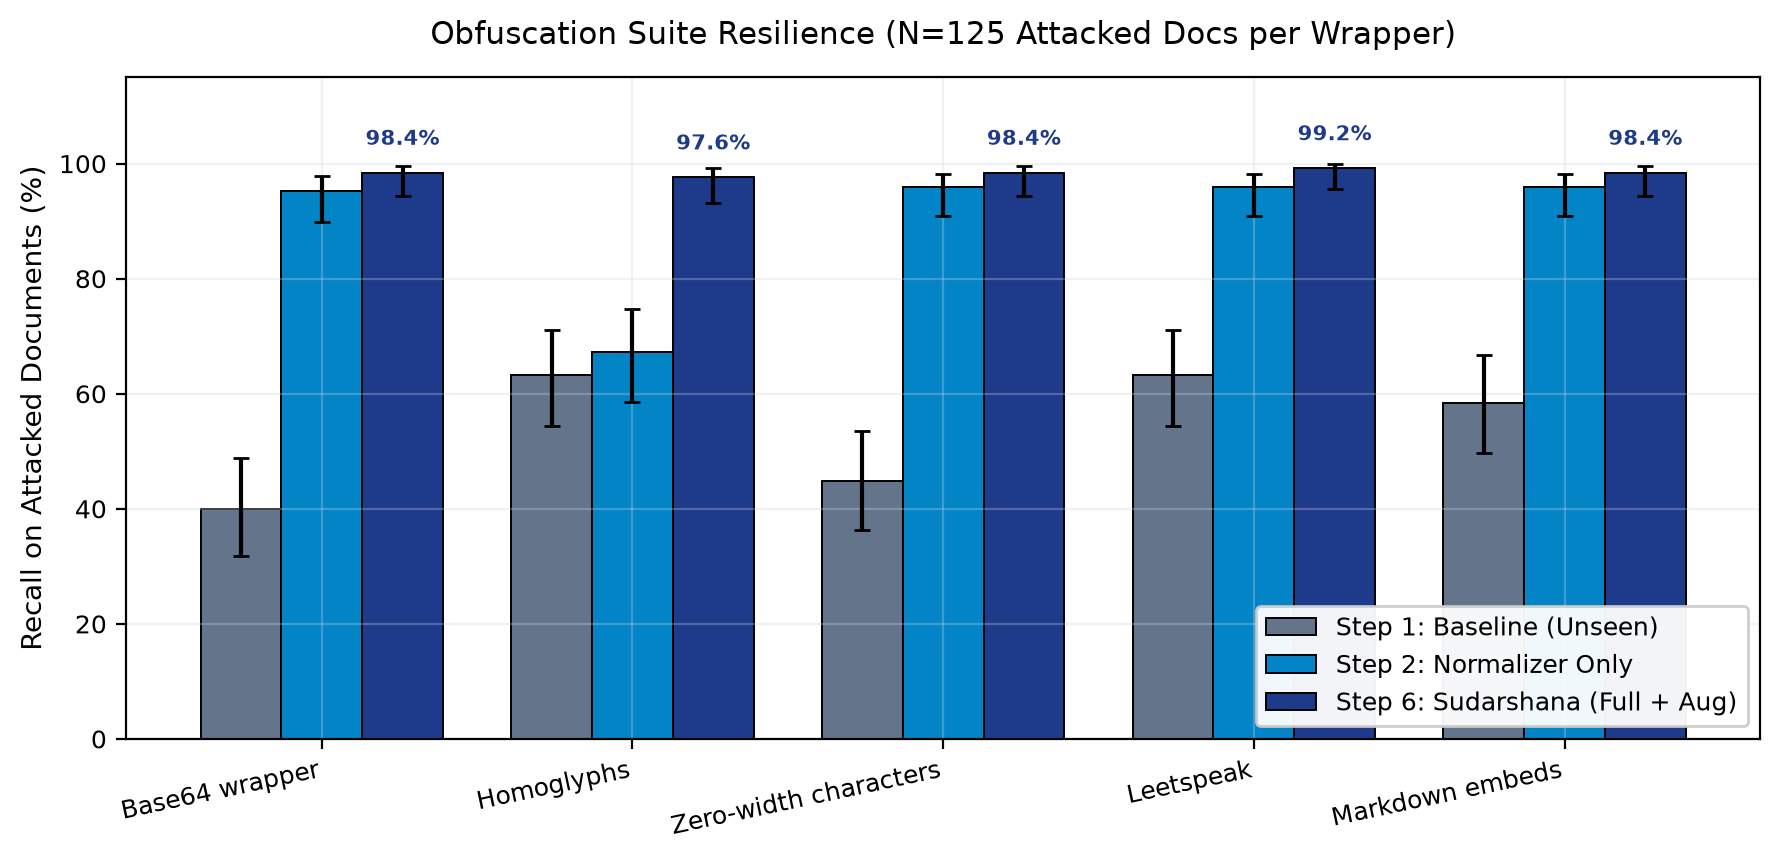 Obfuscation Suite Resilience (N=125 Attacked Docs per Wrapper)
Recall on Attacked Documents (%)
100
80
60
40
20
0
98.4%
97.6%
98.4%
99.2%
98.4%
Step 1: Baseline (Unseen)
Step 2: Normalizer Only
Step 6: Sudarshana (Full + Aug)
Base64 wrapper
Homoglyphs
Zero-width characters
Leetspeak
Markdown embeds